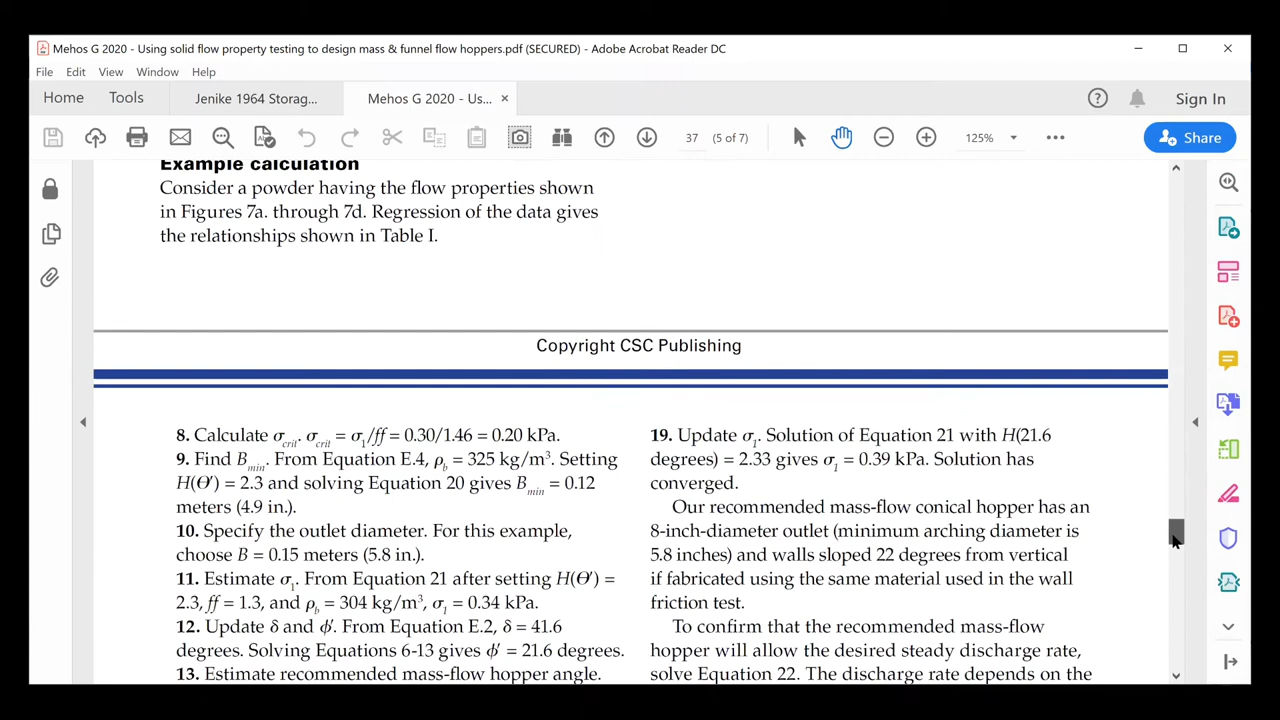 Mehos G 2020 - Using solid flow property testing to design mass & funnel flow hoppers.pdf (SECURED) - Adobe Acrobat Reader DC
File Edit View Window Help
Home Tools Jenike 1964 Storag... Mehos G 2020 - Us... × Sign In
37 (5 of 7) 125% Share
Example calculation
Consider a powder having the flow properties shown
in Figures 7a. through 7d. Regression of the data gives
the relationships shown in Table I.
Copyright CSC Publishing
8. Calculate σcrit. σcrit = σ1/ff = 0.30/1.46 = 0.20 kPa.
9. Find Bmin. From Equation E.4, ρb = 325 kg/m³. Setting
H(Θ′) = 2.3 and solving Equation 20 gives Bmin = 0.12
meters (4.9 in.).
10. Specify the outlet diameter. For this example,
choose B = 0.15 meters (5.8 in.).
11. Estimate σ1. From Equation 21 after setting H(Θ′) =
2.3, ff = 1.3, and ρb = 304 kg/m³, σ1 = 0.34 kPa.
12. Update δ and ϕ′. From Equation E.2, δ = 41.6
degrees. Solving Equations 6-13 gives ϕ′ = 21.6 degrees.
13. Estimate recommended mass-flow hopper angle.
19. Update σ1. Solution of Equation 21 with H(21.6
degrees) = 2.33 gives σ1 = 0.39 kPa. Solution has
converged.
Our recommended mass-flow conical hopper has an
8-inch-diameter outlet (minimum arching diameter is
5.8 inches) and walls sloped 22 degrees from vertical
if fabricated using the same material used in the wall
friction test.
To confirm that the recommended mass-flow
hopper will allow the desired steady discharge rate,
solve Equation 22. The discharge rate depends on the